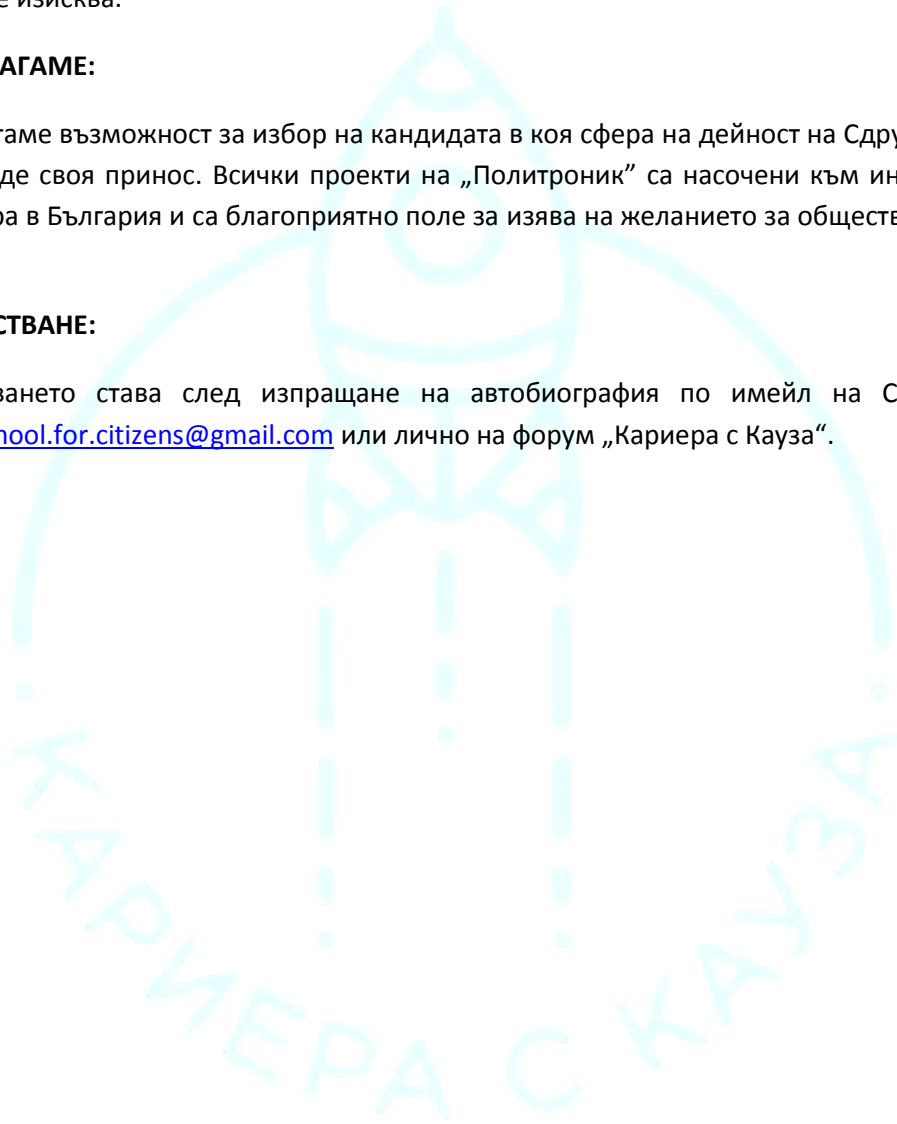 е изисква.
АГАМЕ:
гаме възможност за избор на кандидата в коя сфера на дейност на Сдру
де своя принос. Всички проекти на „Политроник” са насочени към ин
ра в България и са благоприятно поле за изява на желанието за обществ
СТВАНЕ:
ването става след изпращане на автобиография по имейл на С
hool.for.citizens@gmail.com или лично на форум „Кариера с Кауза“.
· КАРИЕРА С КАУЗА ·